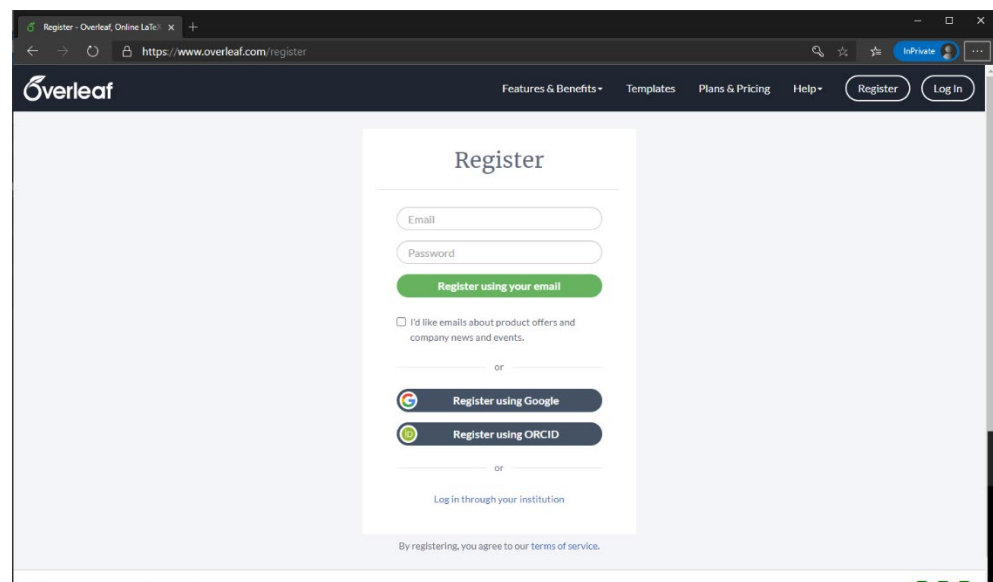 Register - Overleaf, Online LaTeX
https://www.overleaf.com/register
InPrivate
Overleaf
Features & Benefits
Templates
Plans & Pricing
Help
Register
Log In
Register
Email
Password
Register using your email
I'd like emails about product offers and
company news and events.
or
Register using Google
iD
Register using ORCID
or
Log in through your institution
By registering, you agree to our terms of service.